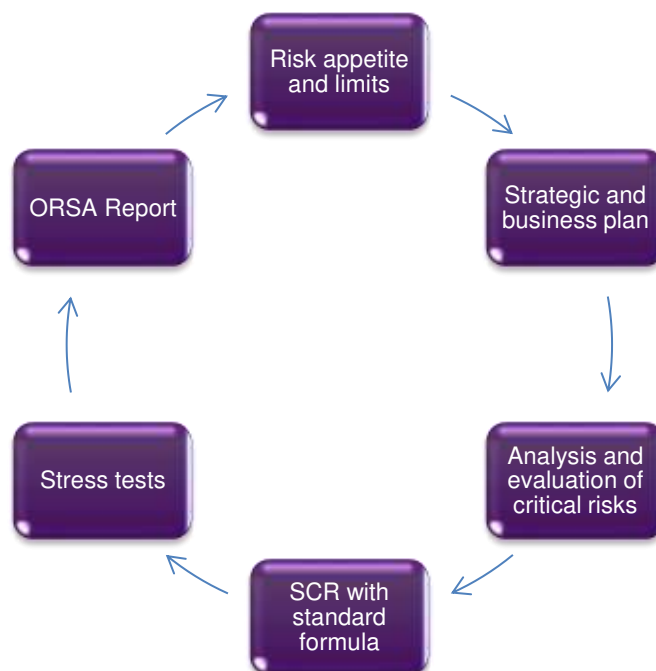 Risk appetite
and limits
Strategic and
business plan
Analysis and
evaluation of
critical risks
SCR with
standard
formula
Stress tests
ORSA Report